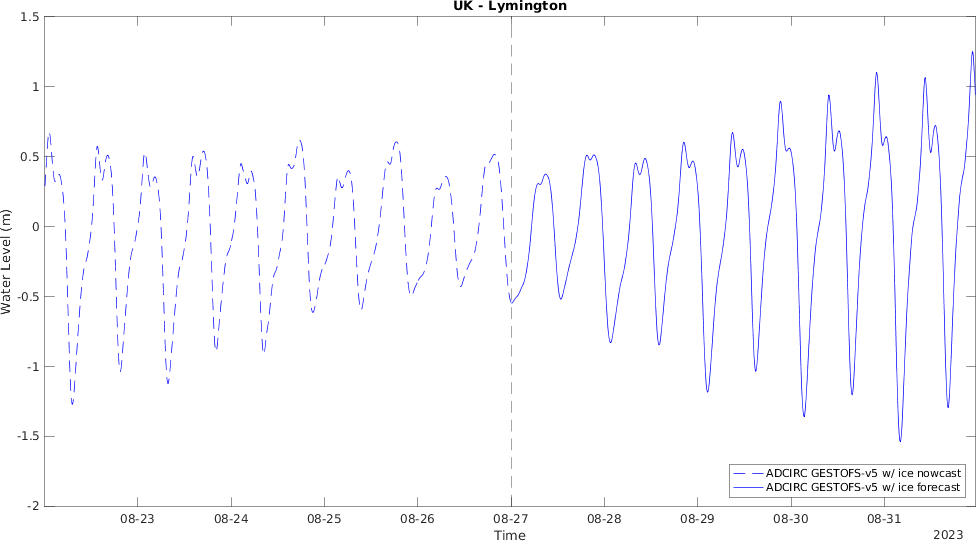 UK - Lymington
1.5
1
0.5
0
-0.5
-1
-1.5
-2
Water Level (m)
ADCIRC GESTOFS-v5 w/ ice nowcast
ADCIRC GESTOFS-v5 w/ ice forecast
08-23 08-24 08-25 08-26 08-27 08-28 08-29 08-30 08-31
Time
2023